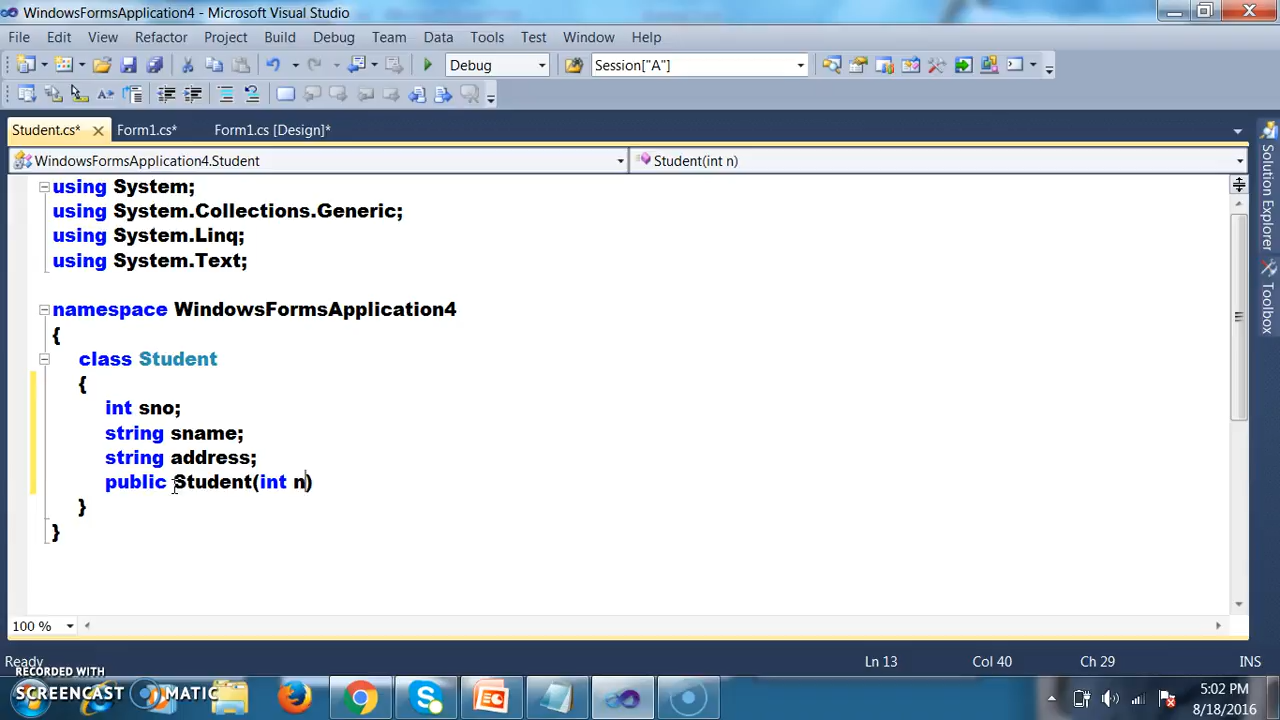 WindowsFormsApplication4 - Microsoft Visual Studio
File Edit View Refactor Project Build Debug Team Data Tools Test Window Help
Debug Session["A"]
Student.cs* Form1.cs* Form1.cs [Design]*
WindowsFormsApplication4.Student Student(int n)
using System;
using System.Collections.Generic;
using System.Linq;
using System.Text;
namespace WindowsFormsApplication4
{
class Student
{
int sno;
string sname;
string address;
public Student(int n)
}
}
Solution Explorer
Toolbox
100 %
Ready Ln 13 Col 40 Ch 29 INS
RECORDED WITH
SCREENCAST MATIC
5:02 PM
8/18/2016